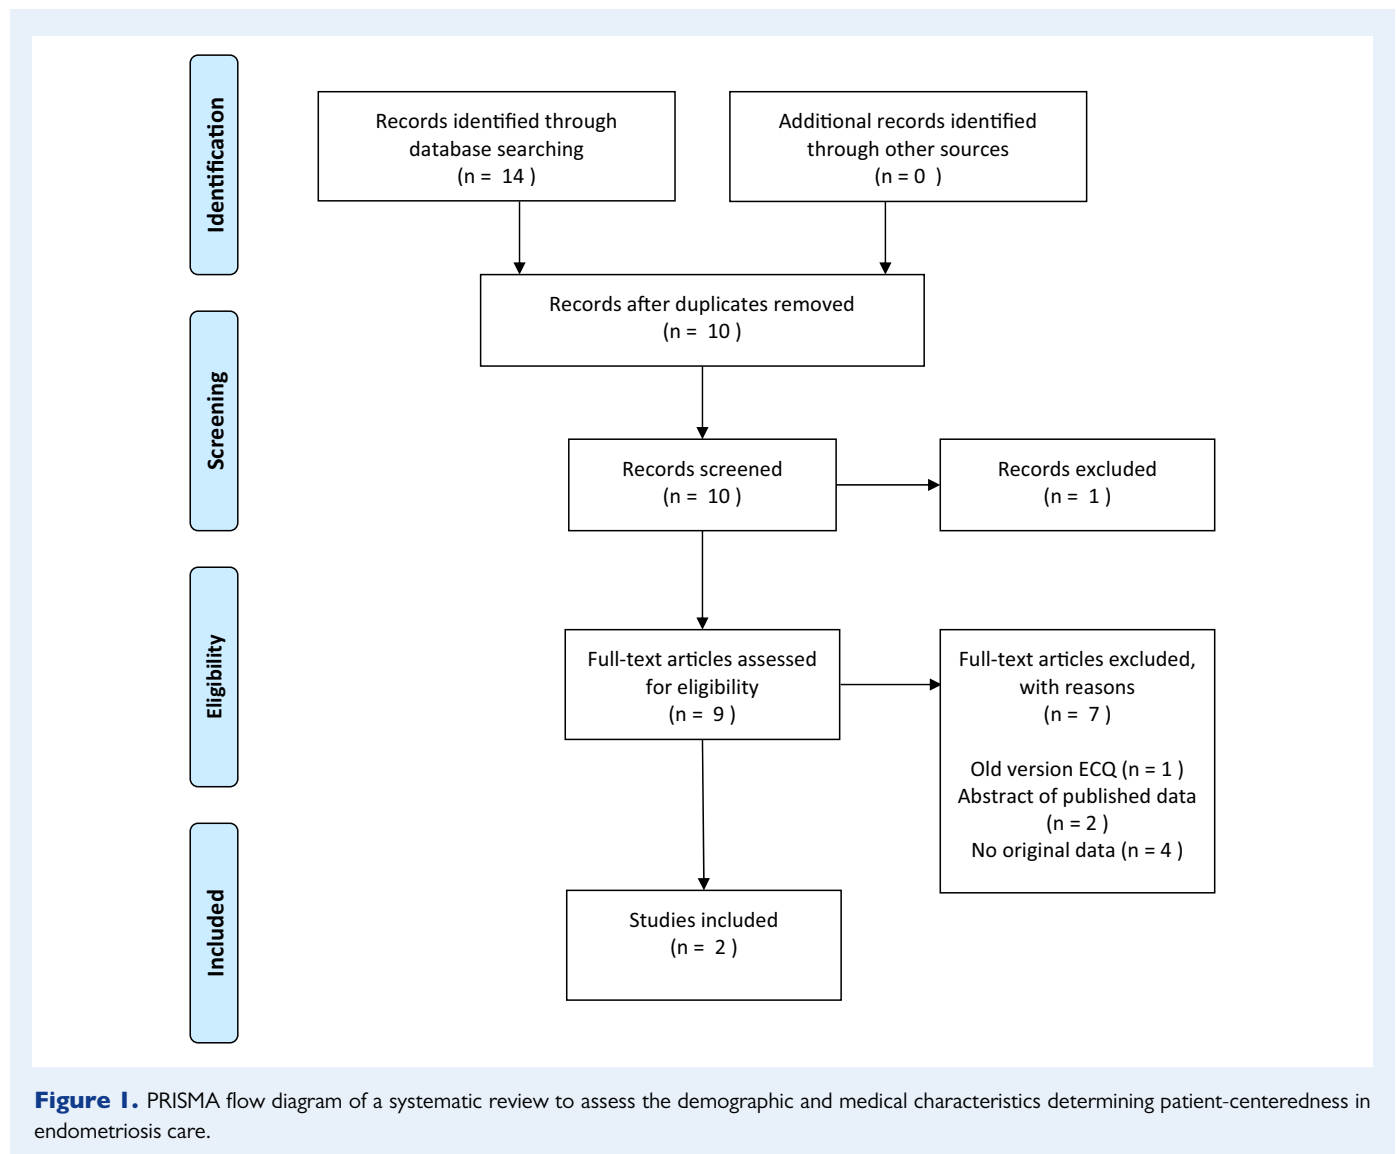 Identification
Records identified through
database searching
(n = 14 )
Additional records identified
through other sources
(n = 0 )
Records after duplicates removed
(n = 10 )
Screening
Records screened
(n = 10 )
Records excluded
(n = 1 )
Eligibility
Full-text articles assessed
for eligibility
(n = 9 )
Full-text articles excluded,
with reasons
(n = 7 )
Old version ECQ (n = 1 )
Abstract of published data
(n = 2 )
No original data (n = 4 )
Included
Studies included
(n = 2 )
Figure 1. PRISMA flow diagram of a systematic review to assess the demographic and medical characteristics determining patient-centeredness in
endometriosis care.